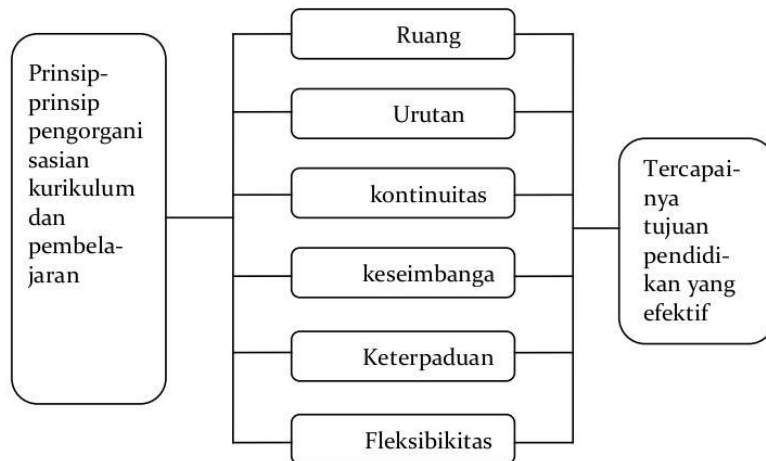 Prinsip-
prinsip
pengorgani
sasian
kurikulum
dan
pembela-
jaran
Ruang
Urutan
kontinuitas
keseimbanga
Keterpaduan
Fleksibikitas
Tercapai-
nya
tujuan
pendidi-
kan yang
efektif